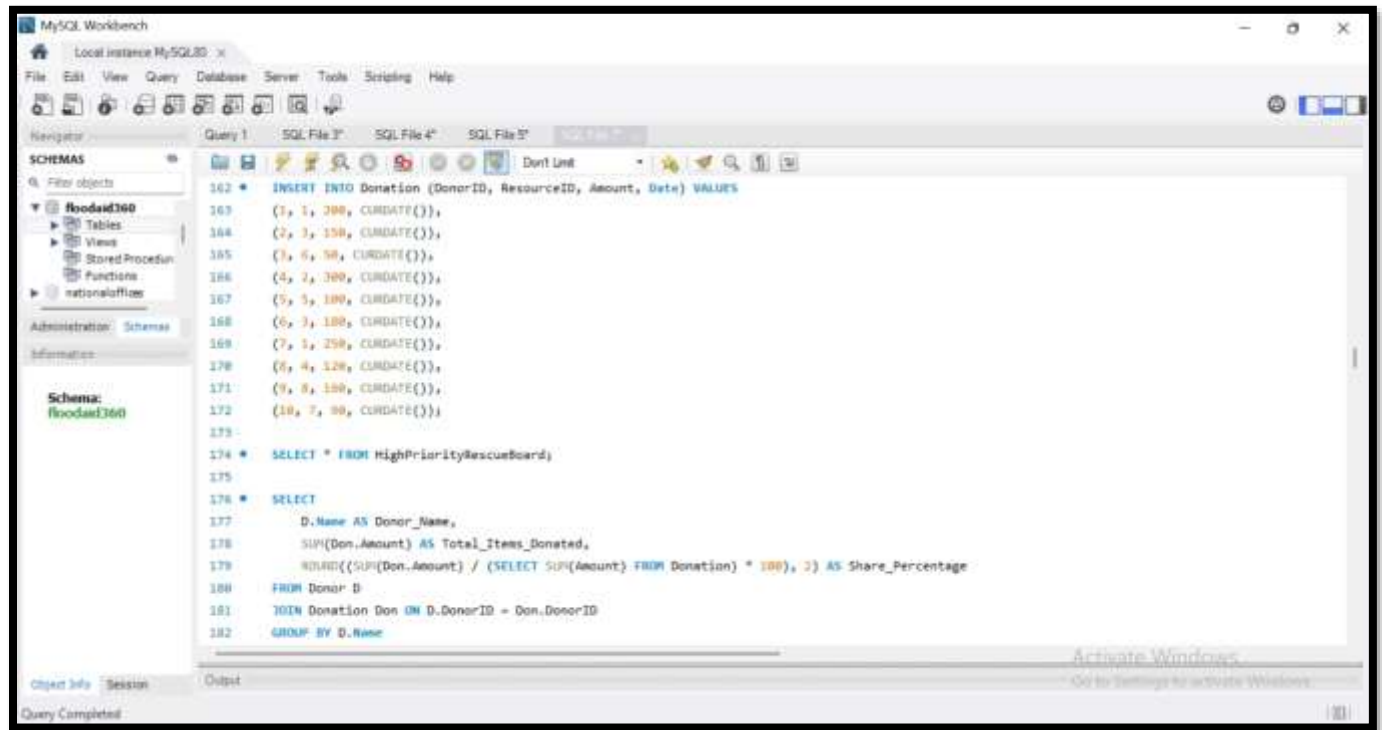 MySQL Workbench
Local instance MySQL80 ×
File Edit View Query Database Server Tools Scripting Help
Navigator
Query 1 SQL File 3* SQL File 4* SQL File 5*
SCHEMAS
Filter objects
floodaid360
Tables
Views
Stored Procedur
Functions
nationaloffices
Administration Schemas
Information
Schema:
floodaid360
Don't Limit
162 INSERT INTO Donation (DonorID, ResourceID, Amount, Date) VALUES
163 (1, 1, 200, CURDATE()),
164 (2, 3, 150, CURDATE()),
165 (3, 6, 50, CURDATE()),
166 (4, 2, 300, CURDATE()),
167 (5, 5, 100, CURDATE()),
168 (6, 3, 180, CURDATE()),
169 (7, 1, 250, CURDATE()),
170 (8, 4, 120, CURDATE()),
171 (9, 8, CURDATE()),
172 (10, 7, 90, CURDATE());
173
174 SELECT * FROM HighPriorityRescueBoard;
175
176 SELECT
177 D.Name AS Donor_Name,
178 SUM(Don.Amount) AS Total_Items_Donated,
179 ROUND((SUM(Don.Amount) / (SELECT SUM(Amount) FROM Donation) * 100), 2) AS Share_Percentage
180 FROM Donor D
181 JOIN Donation Don ON D.DonorID = Don.DonorID
182 GROUP BY D.Name
Activate Windows
Go to Settings to activate Windows.
Object Info Session
Output
Query Completed